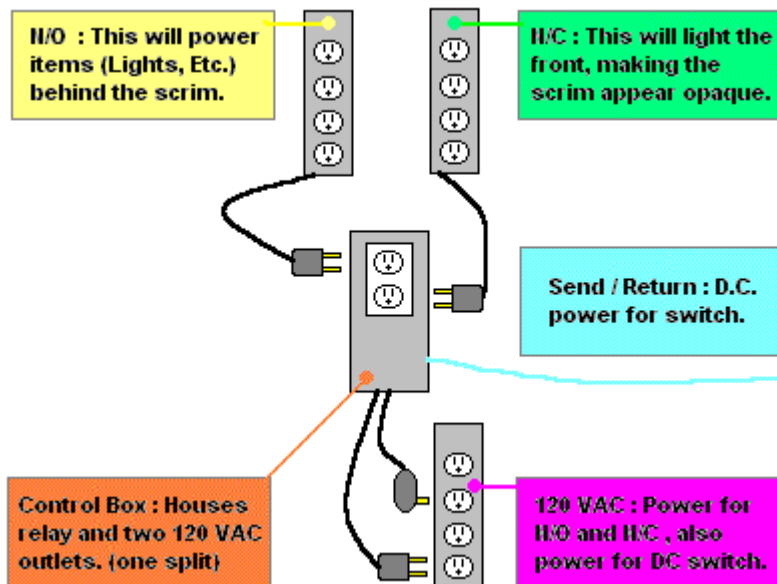 N/O : This will power
items (Lights, Etc.)
behind the scrim.
N/C : This will light the
front, making the
scrim appear opaque.
Send / Return : D.C.
power for switch.
Control Box : Houses
relay and two 120 VAC
outlets. (one split)
120 VAC : Power for
N/O and N/C , also
power for DC switch.